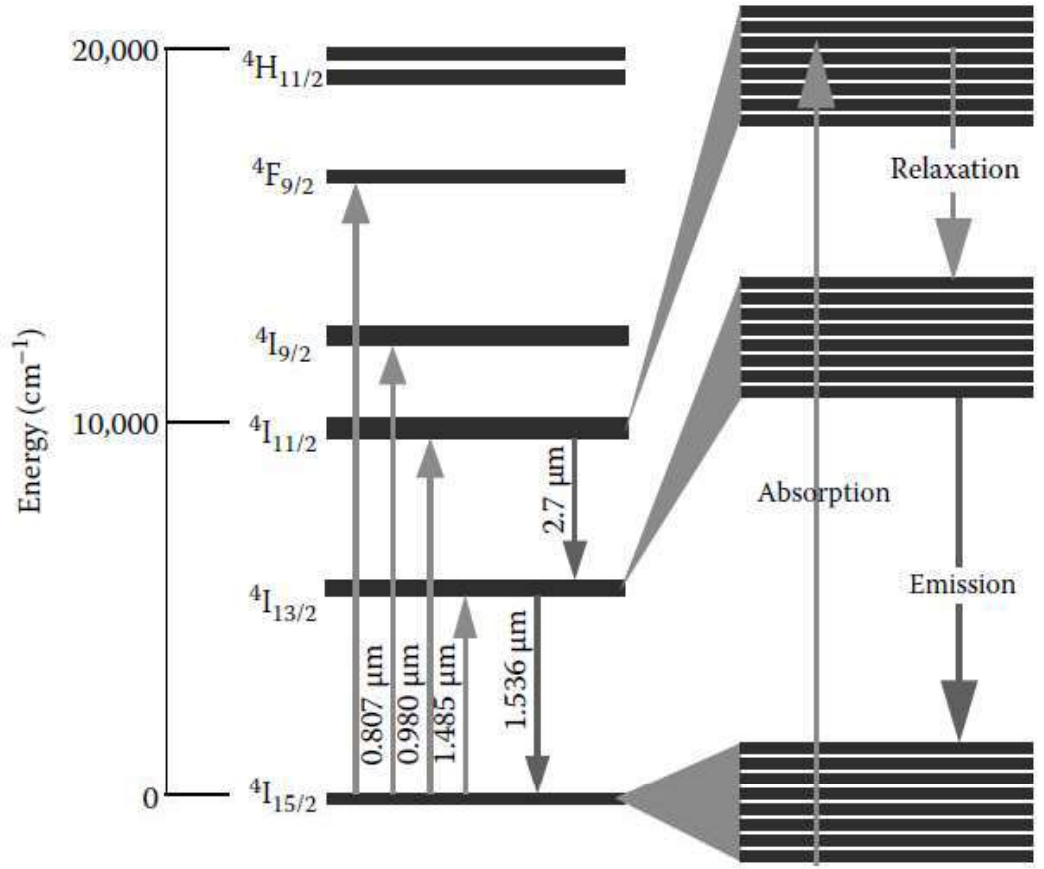 Energy (cm⁻¹)
20,000
10,000
0
⁴H₁₁/₂
⁴F₉/₂
⁴I₉/₂
⁴I₁₁/₂
⁴I₁₃/₂
⁴I₁₅/₂
0.807 μm
0.980 μm
1.485 μm
1.536 μm
2.7 μm
Relaxation
Absorption
Emission